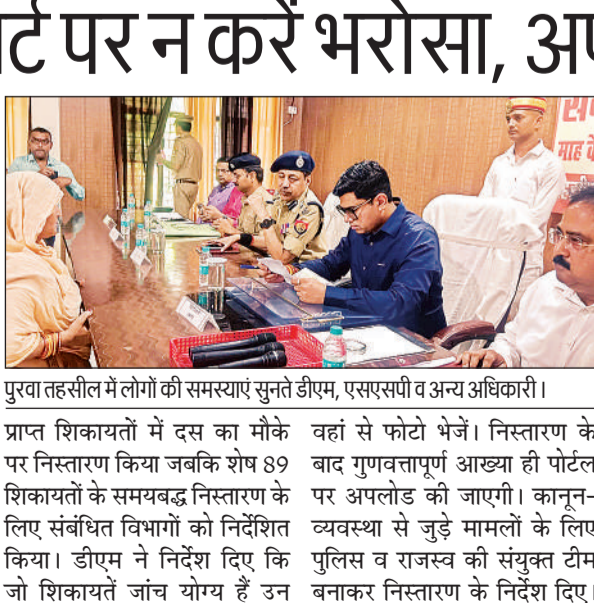 र्ट पर न करें भरोसा, अ
माह के
पुरवा तहसील में लोगों की समस्याएं सुनते डीएम, एसएसपी व अन्य अधिकारी।
प्राप्त शिकायतों में दस का मौके
पर निस्तारण किया जबकि शेष 89
शिकायतों के समयबद्ध निस्तारण के
लिए संबंधित विभागों को निर्देशित
किया। डीएम ने निर्देश दिए कि
जो शिकायतें जांच योग्य हैं उन
वहां से फोटो भेजें। निस्तारण के
बाद गुणवत्तापूर्ण आख्या ही पोर्टल
पर अपलोड की जाएगी। कानून-
व्यवस्था से जुड़े मामलों के लिए
पुलिस व राजस्व की संयुक्त टीम
बनाकर निस्तारण के निर्देश दिए।